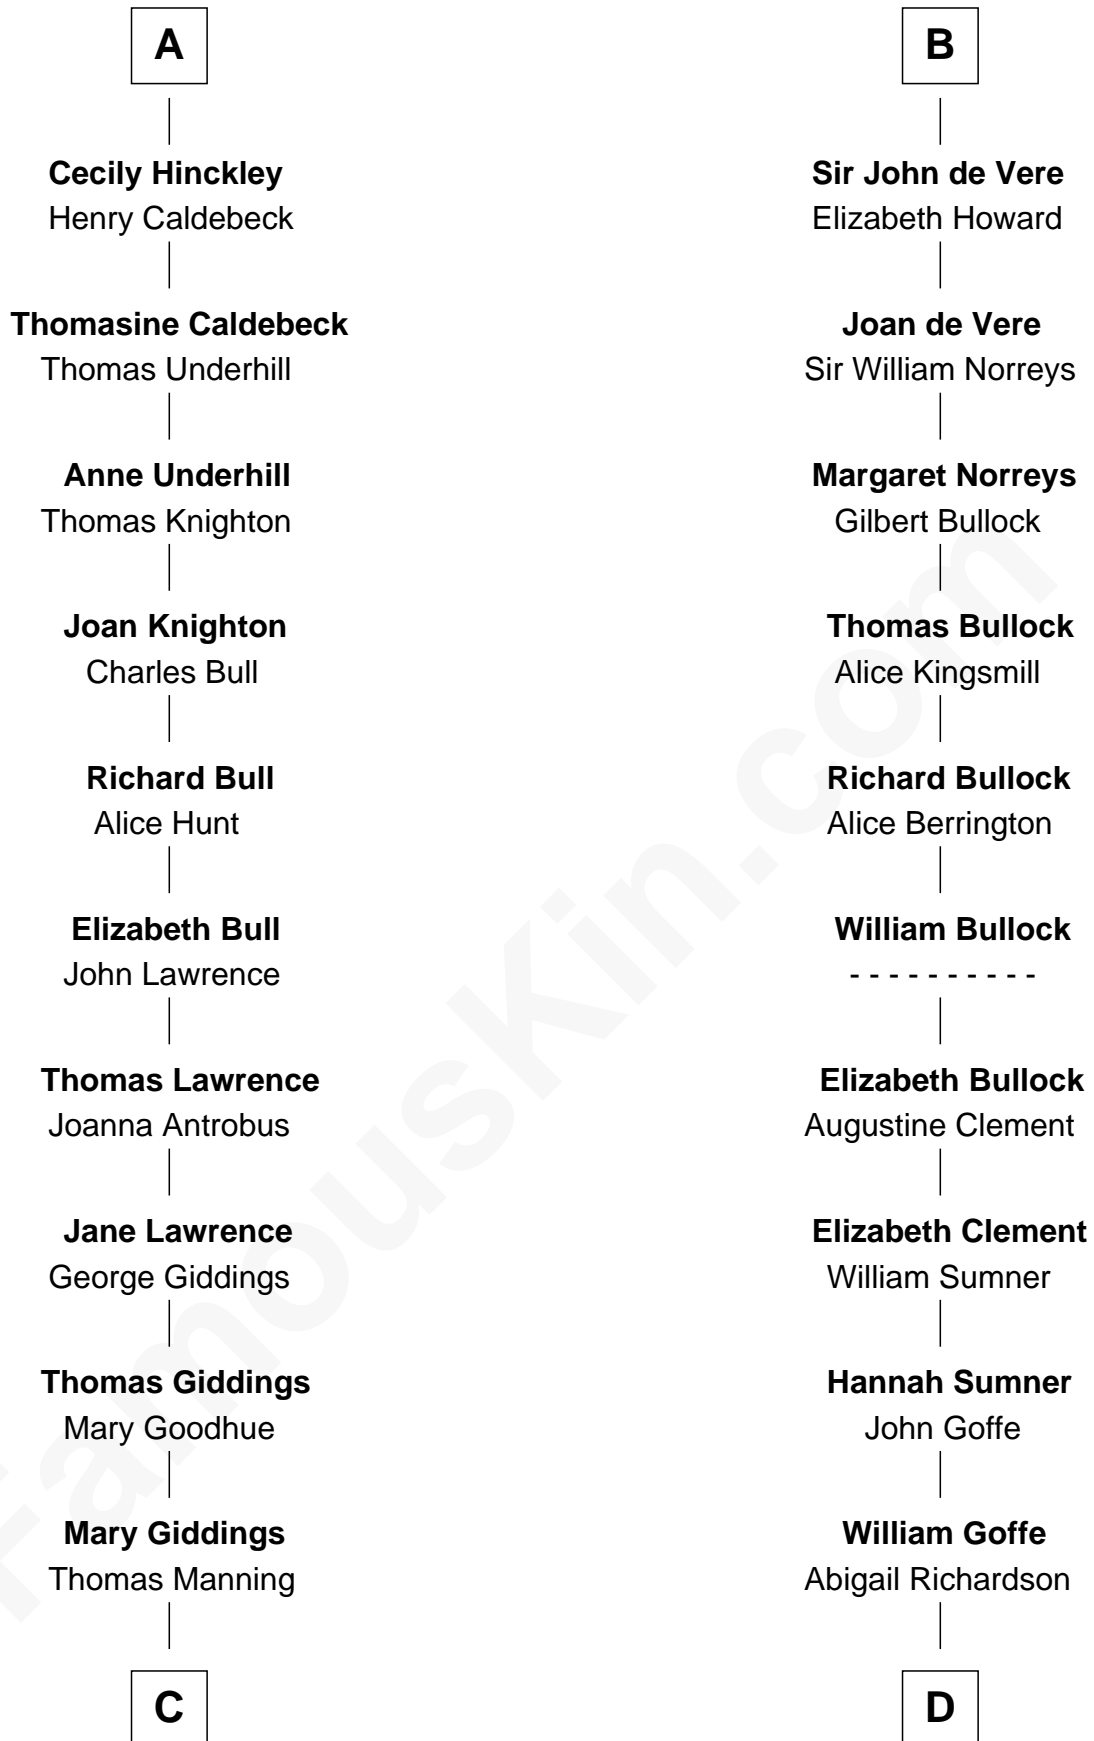 A
Cecily Hinckley
Henry Caldebeck
Thomasine Caldebeck
Thomas Underhill
Anne Underhill
Thomas Knighton
Joan Knighton
Charles Bull
Richard Bull
Alice Hunt
Elizabeth Bull
John Lawrence
Thomas Lawrence
Joanna Antrobus
Jane Lawrence
George Giddings
Thomas Giddings
Mary Goodhue
Mary Giddings
Thomas Manning
C
B
Sir John de Vere
Elizabeth Howard
Joan de Vere
Sir William Norreys
Margaret Norreys
Gilbert Bullock
Thomas Bullock
Alice Kingsmill
Richard Bullock
Alice Berrington
William Bullock
- - - - - - - - - -
Elizabeth Bullock
Augustine Clement
Elizabeth Clement
William Sumner
Hannah Sumner
John Goffe
William Goffe
Abigail Richardson
D
FamousKin.com